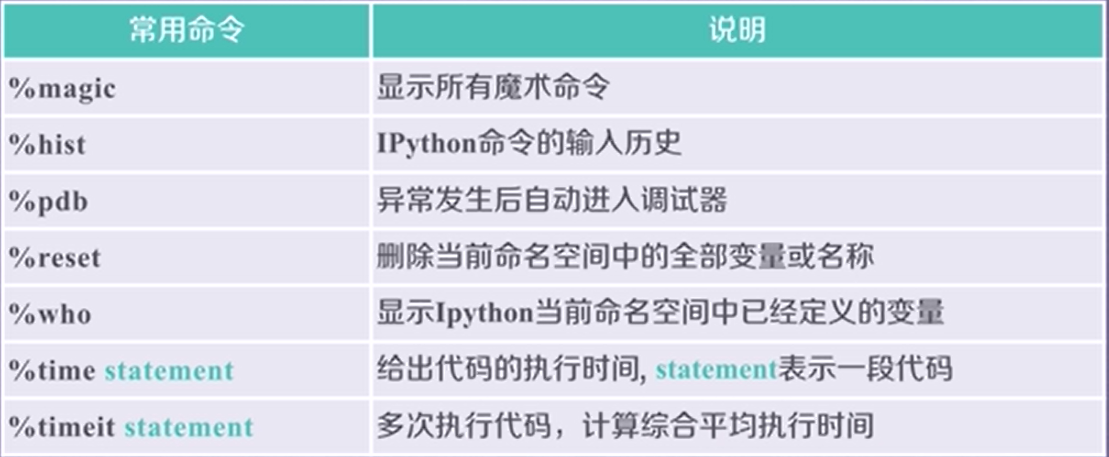 常用命令 说明
%magic 显示所有魔术命令
%hist IPython命令的输入历史
%pdb 异常发生后自动进入调试器
%reset 删除当前命名空间中的全部变量或名称
%who 显示Ipython当前命名空间中已经定义的变量
%time statement 给出代码的执行时间, statement表示一段代码
%timeit statement 多次执行代码，计算综合平均执行时间